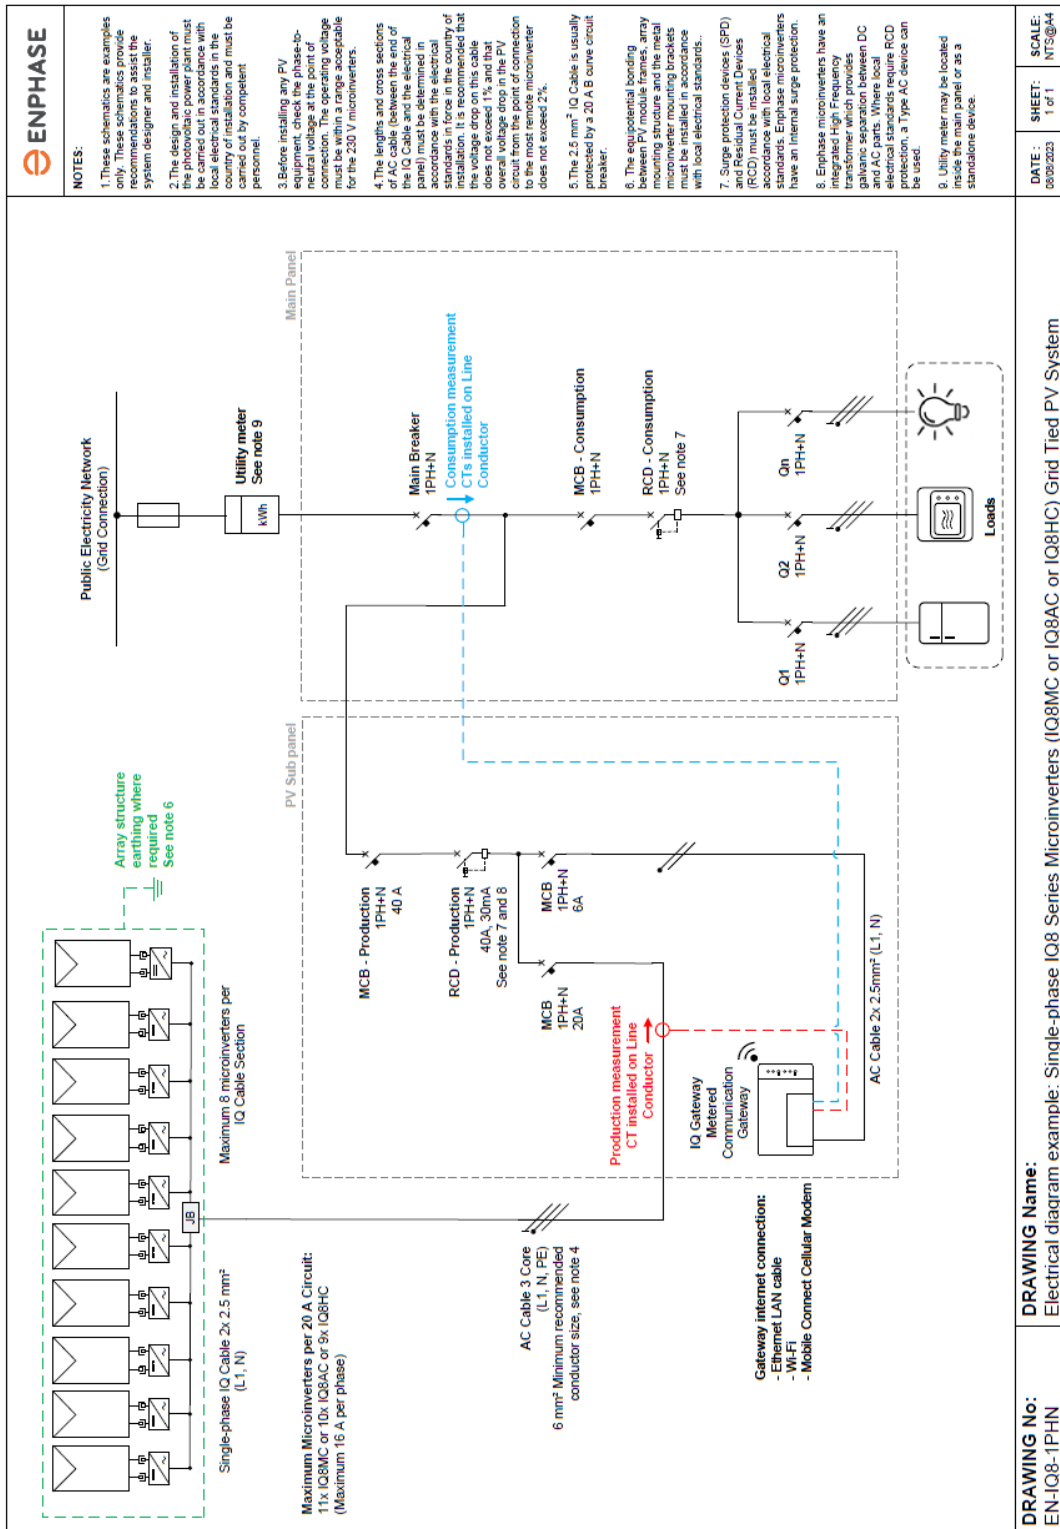 ENPHASE
NOTES:
1.These schematics are examples
only. These schematics provide
recommendations to assist the
system designer and installer.
2.The design and installation of
the photovoltaic power plant must
be carried out in accordance with
local electrical standards in the
country of installation and must be
carried out by competent
personnel.
3.Before installing any PV
equipment, check the phase-to-
neutral voltage at the point of
connection. The operating voltage
must be within a range acceptable
for the 230 V microinverters.
4.The lengths and cross sections
of AC cable (between the end of
the IQ Cable and the electrical
panel) must be determined in
accordance with the electrical
standards in force in the country of
installation. It is recommended that
the voltage drop on this cable
does not exceed 1% and that
overall voltage drop in the PV
circuit from the point of connection
to the most remote microinverter
does not exceed 2%.
5. The 2.5 mm² IQ Cable is usually
protected by a 20 A B curve circuit
breaker.
6. The equipotential bonding
between PV module frames, array
mounting structure and the metal
microinverter mounting brackets
must be installed in accordance
with local electrical standards..
7. Surge protection devices (SPD)
and Residual Current Devices
(RCD) must be installed
accordance with local electrical
standards. Enphase microinverters
have an Internal surge protection.
8. Enphase microinverters have an
integrated High Frequency
transformer which provides
galvanic separation between DC
and AC parts. Where local
electrical standards require RCD
protection, a Type AC device can
be used.
9. Utility meter may be located
inside the main panel or as a
standalone device.
Public Electricity Network
(Grid Connection)
Utility meter
See note 9
kWh
Main Panel
Main Breaker
1PH+N
Consumption measurement
CTs installed on Line
Conductor
MCB - Consumption
1PH+N
RCD - Consumption
1PH+N
See note 7
Q1
1PH+N
Q2
1PH+N
Qn
1PH+N
Loads
Array structure
earthing where
required
See note 6
JB
Single-phase IQ Cable 2x 2.5 mm²
(L1, N)
Maximum 8 microinverters per
IQ Cable Section
Maximum Microinverters per 20 A Circuit:
11x IQ8MC or 10x IQ8AC or 9x IQ8HC
(Maximum 16 A per phase)
PV Sub panel
MCB - Production
1PH+N
40 A
RCD - Production
1PH+N
40A, 30mA
See note 7 and 8
MCB
1PH+N
20A
MCB
1PH+N
6A
Production measurement
CT installed on Line
Conductor
AC Cable 3 Core
(L1, N, PE)
6 mm² Minimum recommended
conductor size, see note 4
IQ Gateway
Metered
Communication
Gateway
AC Cable 2x 2.5mm² (L1, N)
Gateway internet connection:
- Ethernet LAN cable
- Wi-Fi
- Mobile Connect Cellular Modem
DRAWING No:
EN-IQ8-1PHN
DRAWING Name:
Electrical diagram example: Single-phase IQ8 Series Microinverters (IQ8MC or IQ8AC or IQ8HC) Grid Tied PV System
DATE :
08/08/2023
SHEET:
1 of 1
SCALE:
NTS@A4